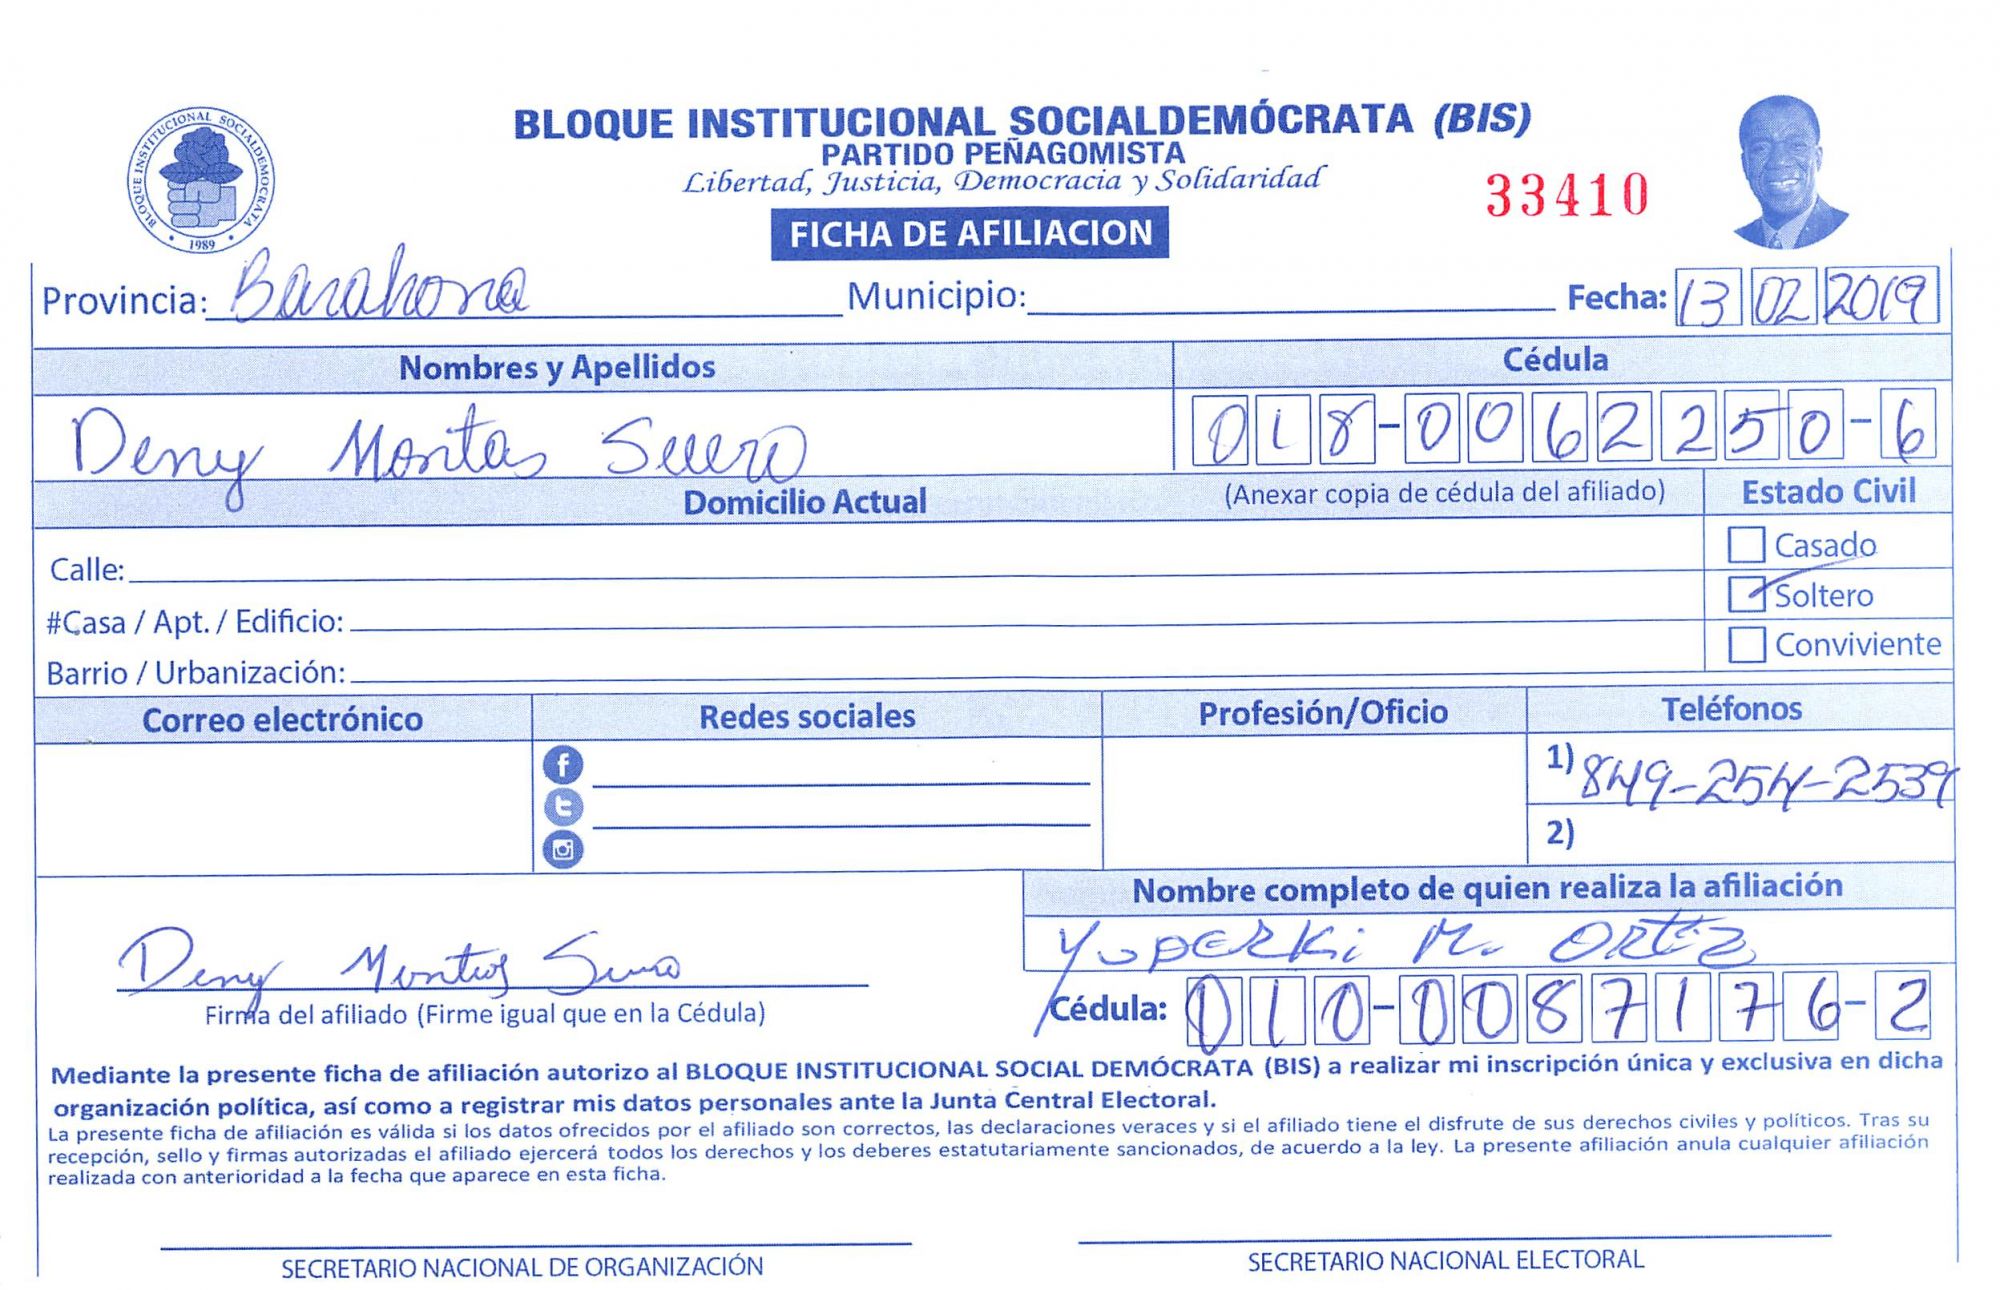 BLOQUE INSTITUCIONAL SOCIALDEMÓCRATA
1989
BLOQUE INSTITUCIONAL SOCIALDEMÓCRATA (BIS)
PARTIDO PEÑAGOMISTA
Libertad, Justicia, Democracia y Solidaridad
33410
FICHA DE AFILIACION
Provincia: Barahona Municipio: Fecha: 13 02 2019
Nombres y Apellidos Cédula
Deny Montas Suero 018-0062250-6
Domicilio Actual (Anexar copia de cédula del afiliado) Estado Civil
Calle: Casado
#Casa / Apt. / Edificio: Soltero
Barrio / Urbanización: Conviviente
Correo electrónico Redes sociales Profesión/Oficio Teléfonos
1) 849-254-2539
2)
Nombre completo de quien realiza la afiliación
Yuperki M. Ortiz
Deny Montas Suero
Firma del afiliado (Firme igual que en la Cédula) Cédula: 010-0087176-2
Mediante la presente ficha de afiliación autorizo al BLOQUE INSTITUCIONAL SOCIAL DEMÓCRATA (BIS) a realizar mi inscripción única y exclusiva en dicha
organización política, así como a registrar mis datos personales ante la Junta Central Electoral.
La presente ficha de afiliación es válida si los datos ofrecidos por el afiliado son correctos, las declaraciones veraces y si el afiliado tiene el disfrute de sus derechos civiles y políticos. Tras su
recepción, sello y firmas autorizadas el afiliado ejercerá todos los derechos y los deberes estatutariamente sancionados, de acuerdo a la ley. La presente afiliación anula cualquier afiliación
realizada con anterioridad a la fecha que aparece en esta ficha.
SECRETARIO NACIONAL DE ORGANIZACIÓN SECRETARIO NACIONAL ELECTORAL